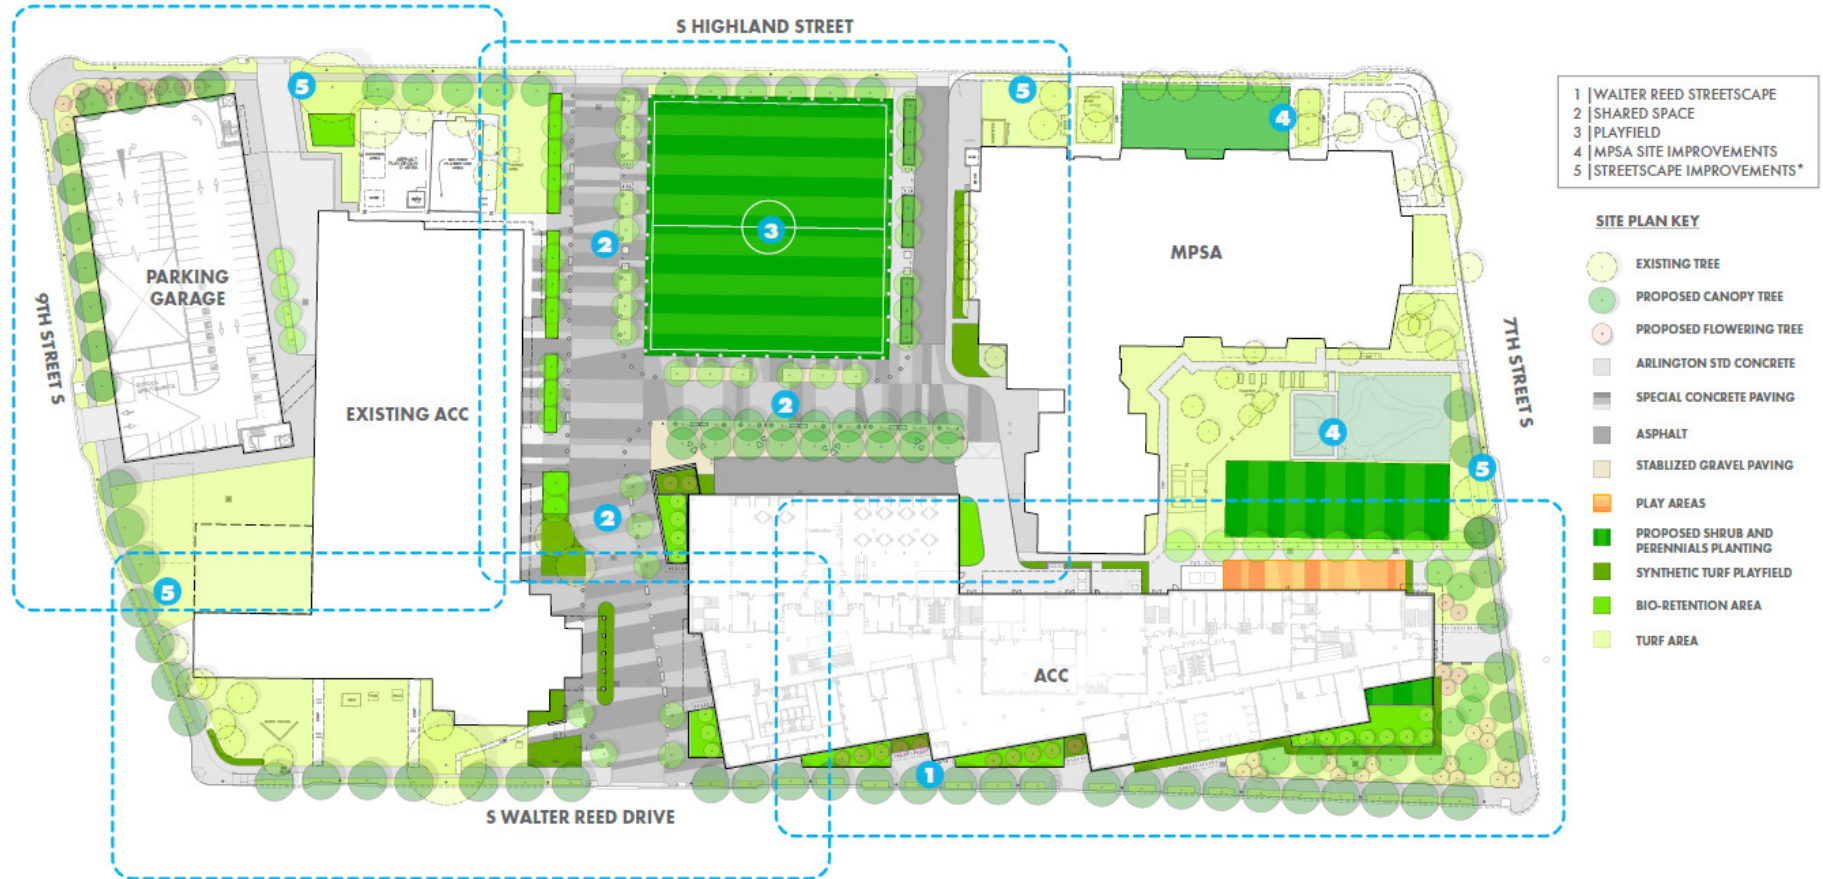 S HIGHLAND STREET
5
5
4
1 | WALTER REED STREETSCAPE
2 | SHARED SPACE
3 | PLAYFIELD
4 | MPSA SITE IMPROVEMENTS
5 | STREETSCAPE IMPROVEMENTS*
SITE PLAN KEY
EXISTING TREE
PROPOSED CANOPY TREE
PROPOSED FLOWERING TREE
ARLINGTON STD CONCRETE
SPECIAL CONCRETE PAVING
ASPHALT
STABLIZED GRAVEL PAVING
PLAY AREAS
PROPOSED SHRUB AND
PERENNIALS PLANTING
SYNTHETIC TURF PLAYFIELD
BIO-RETENTION AREA
TURF AREA
2
3
MPSA
PARKING
GARAGE
9TH STREET S
7TH STREET S
EXISTING ACC
2
4
5
2
5
ACC
1
S WALTER REED DRIVE